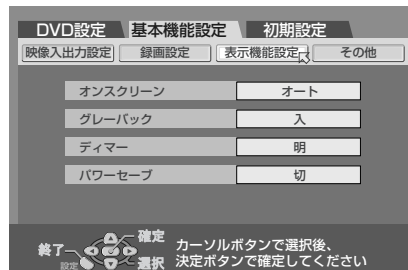 DVD設定 基本機能設定 初期設定
映像入出力設定 録画設定 表示機能設定 その他
オンスクリーン オート
グレーバック 入
ディマー 明
パワーセーブ 切
確定
終了
設定 選択
カーソルボタンで選択後、
決定ボタンで確定してください